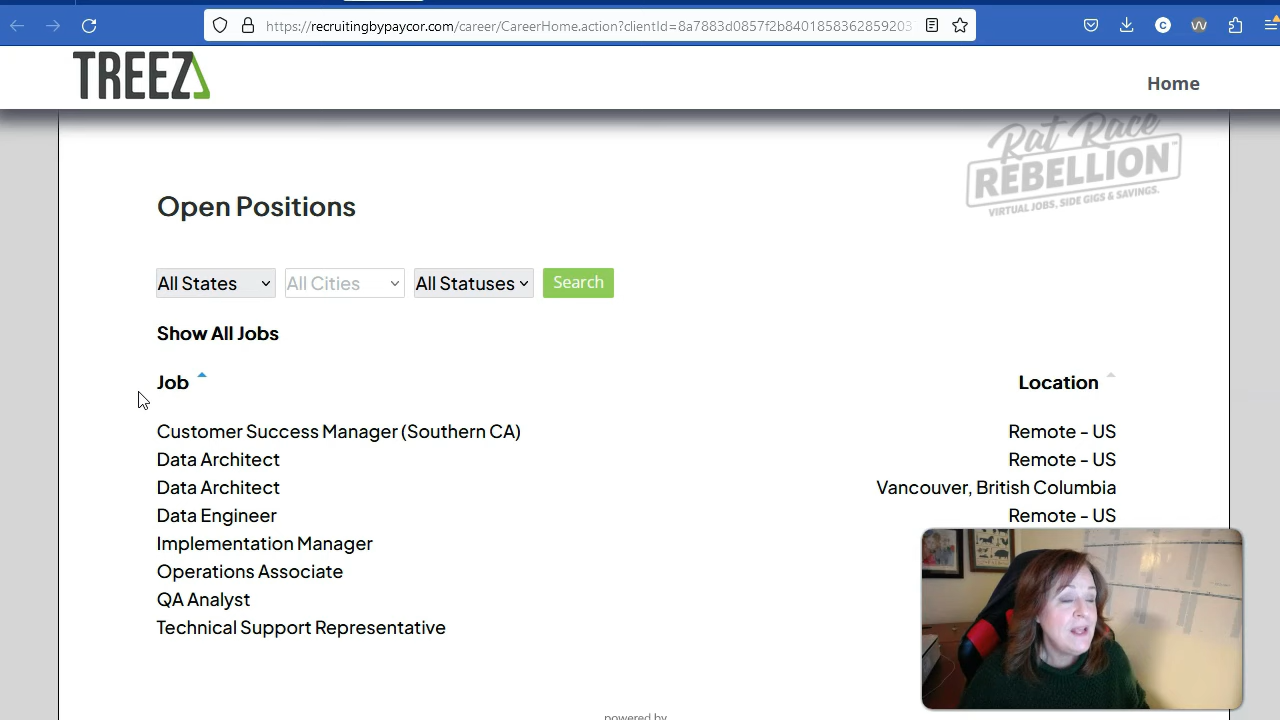 https://recruitingbypaycor.com/career/CareerHome.action?clientId=8a7883d0857f2b840185836285920​3
TREEZ
Home
Rat Race
REBELLION™
VIRTUAL JOBS, SIDE GIGS & SAVINGS.
Open Positions
All States All Cities All Statuses Search
Show All Jobs
Job Location
Customer Success Manager (Southern CA) Remote - US
Data Architect Remote - US
Data Architect Vancouver, British Columbia
Data Engineer Remote - US
Implementation Manager
Operations Associate
QA Analyst
Technical Support Representative
powered by